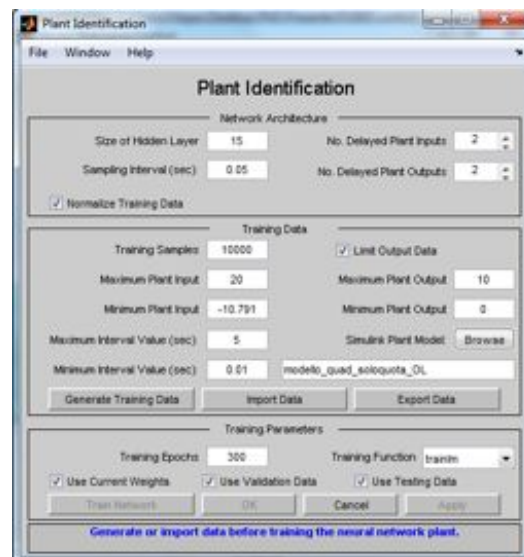 Plant Identification
File Window Help
Plant Identification
Network Architecture
Size of Hidden Layer 15 No. Delayed Plant Inputs 2
Sampling Interval (sec) 0.05 No. Delayed Plant Outputs 2
Normalize Training Data
Training Data
Training Samples 10000 Limit Output Data
Maximum Plant Input 20 Maximum Plant Output 10
Minimum Plant Input -10.791 Minimum Plant Output 0
Maximum Interval Value (sec) 5 Simulink Plant Model: Browse
Minimum Interval Value (sec) 0.01 modello_quad_soloquota_OL
Generate Training Data Import Data Export Data
Training Parameters
Training Epochs 300 Training Function trainlm
Use Current Weights Use Validation Data Use Testing Data
Train Network OK Cancel Apply
Generate or import data before training the neural network plant.